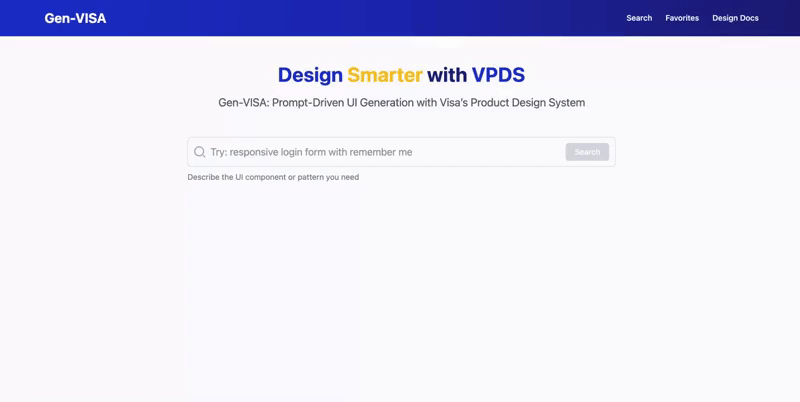 Gen-VISA
Search Favorites Design Docs
Design Smarter with VPDS
Gen-VISA: Prompt-Driven UI Generation with Visa's Product Design System
Try: responsive login form with remember me
Search
Describe the UI component or pattern you need